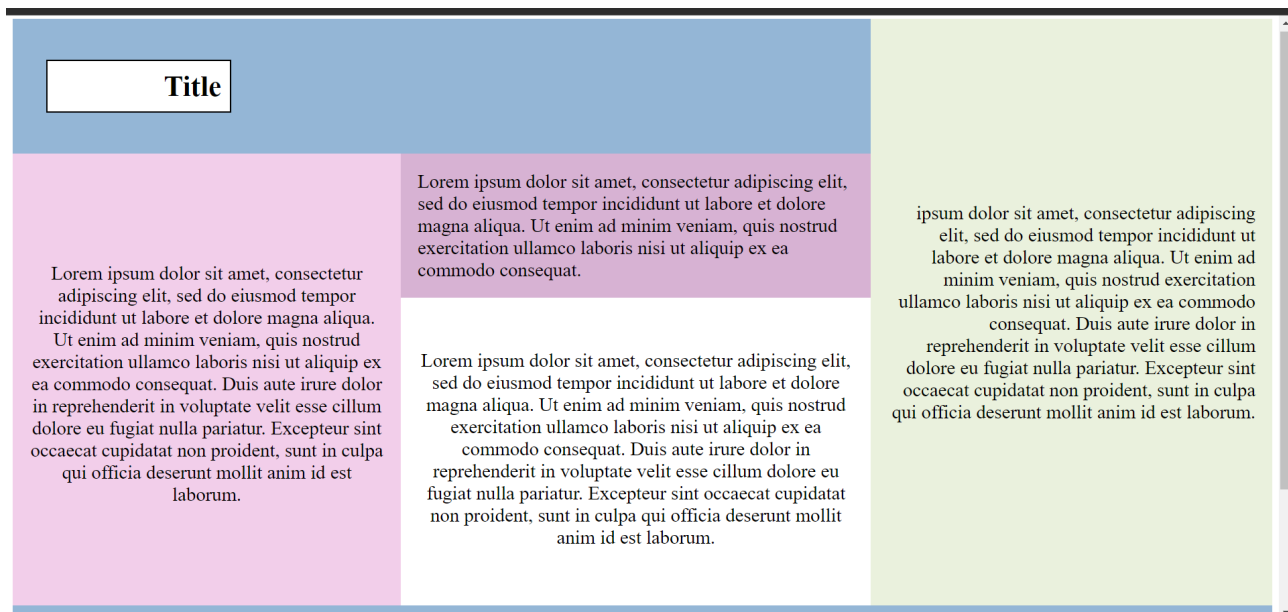 Title
Lorem ipsum dolor sit amet, consectetur
adipiscing elit, sed do eiusmod tempor
incididunt ut labore et dolore magna aliqua.
Ut enim ad minim veniam, quis nostrud
exercitation ullamco laboris nisi ut aliquip ex
ea commodo consequat. Duis aute irure dolor
in reprehenderit in voluptate velit esse cillum
dolore eu fugiat nulla pariatur. Excepteur sint
occaecat cupidatat non proident, sunt in culpa
qui officia deserunt mollit anim id est
laborum.
Lorem ipsum dolor sit amet, consectetur adipiscing elit,
sed do eiusmod tempor incididunt ut labore et dolore
magna aliqua. Ut enim ad minim veniam, quis nostrud
exercitation ullamco laboris nisi ut aliquip ex ea
commodo consequat.
Lorem ipsum dolor sit amet, consectetur adipiscing elit,
sed do eiusmod tempor incididunt ut labore et dolore
magna aliqua. Ut enim ad minim veniam, quis nostrud
exercitation ullamco laboris nisi ut aliquip ex ea
commodo consequat. Duis aute irure dolor in
reprehenderit in voluptate velit esse cillum dolore eu
fugiat nulla pariatur. Excepteur sint occaecat cupidatat
non proident, sunt in culpa qui officia deserunt mollit
anim id est laborum.
ipsum dolor sit amet, consectetur adipiscing
elit, sed do eiusmod tempor incididunt ut
labore et dolore magna aliqua. Ut enim ad
minim veniam, quis nostrud exercitation
ullamco laboris nisi ut aliquip ex ea commodo
consequat. Duis aute irure dolor in
reprehenderit in voluptate velit esse cillum
dolore eu fugiat nulla pariatur. Excepteur sint
occaecat cupidatat non proident, sunt in culpa
qui officia deserunt mollit anim id est laborum.